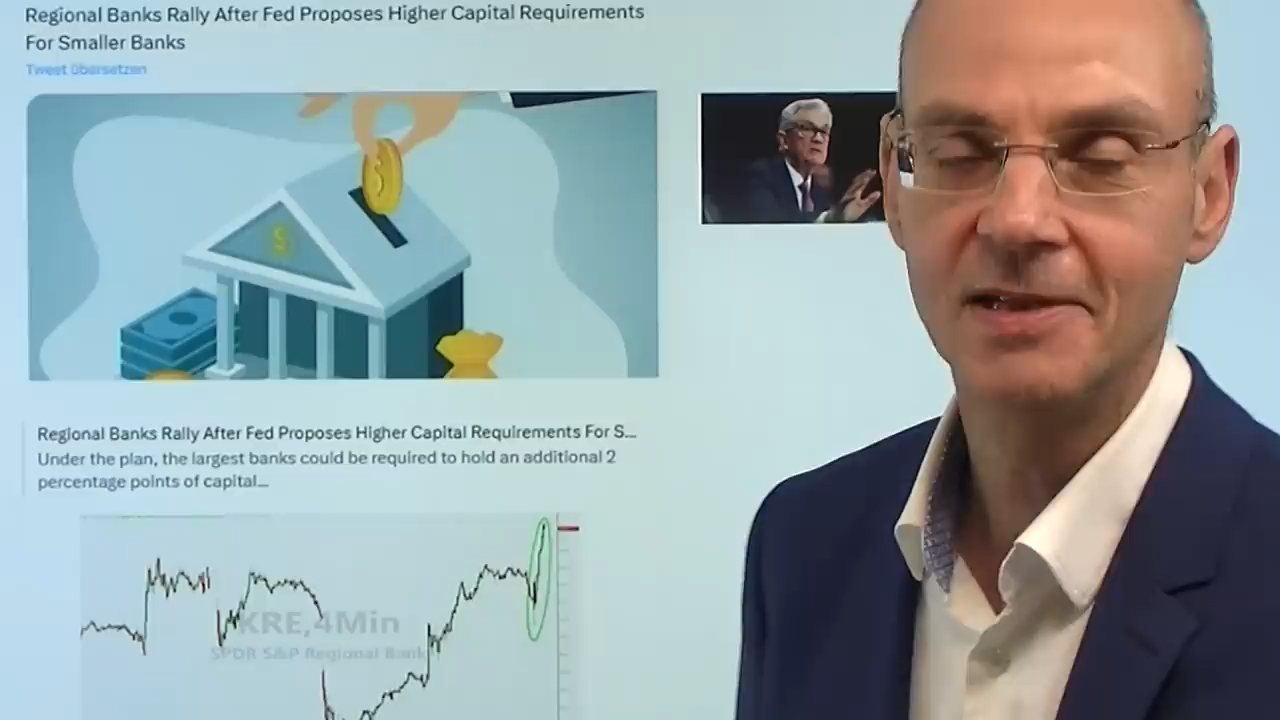 Regional Banks Rally After Fed Proposes Higher Capital Requirements
For Smaller Banks
Tweet übersetzen
$
$
Regional Banks Rally After Fed Proposes Higher Capital Requirements For S...
Under the plan, the largest banks could be required to hold an additional 2
percentage points of capital...
KRE,4Min
SPDR S&P Regional Bank